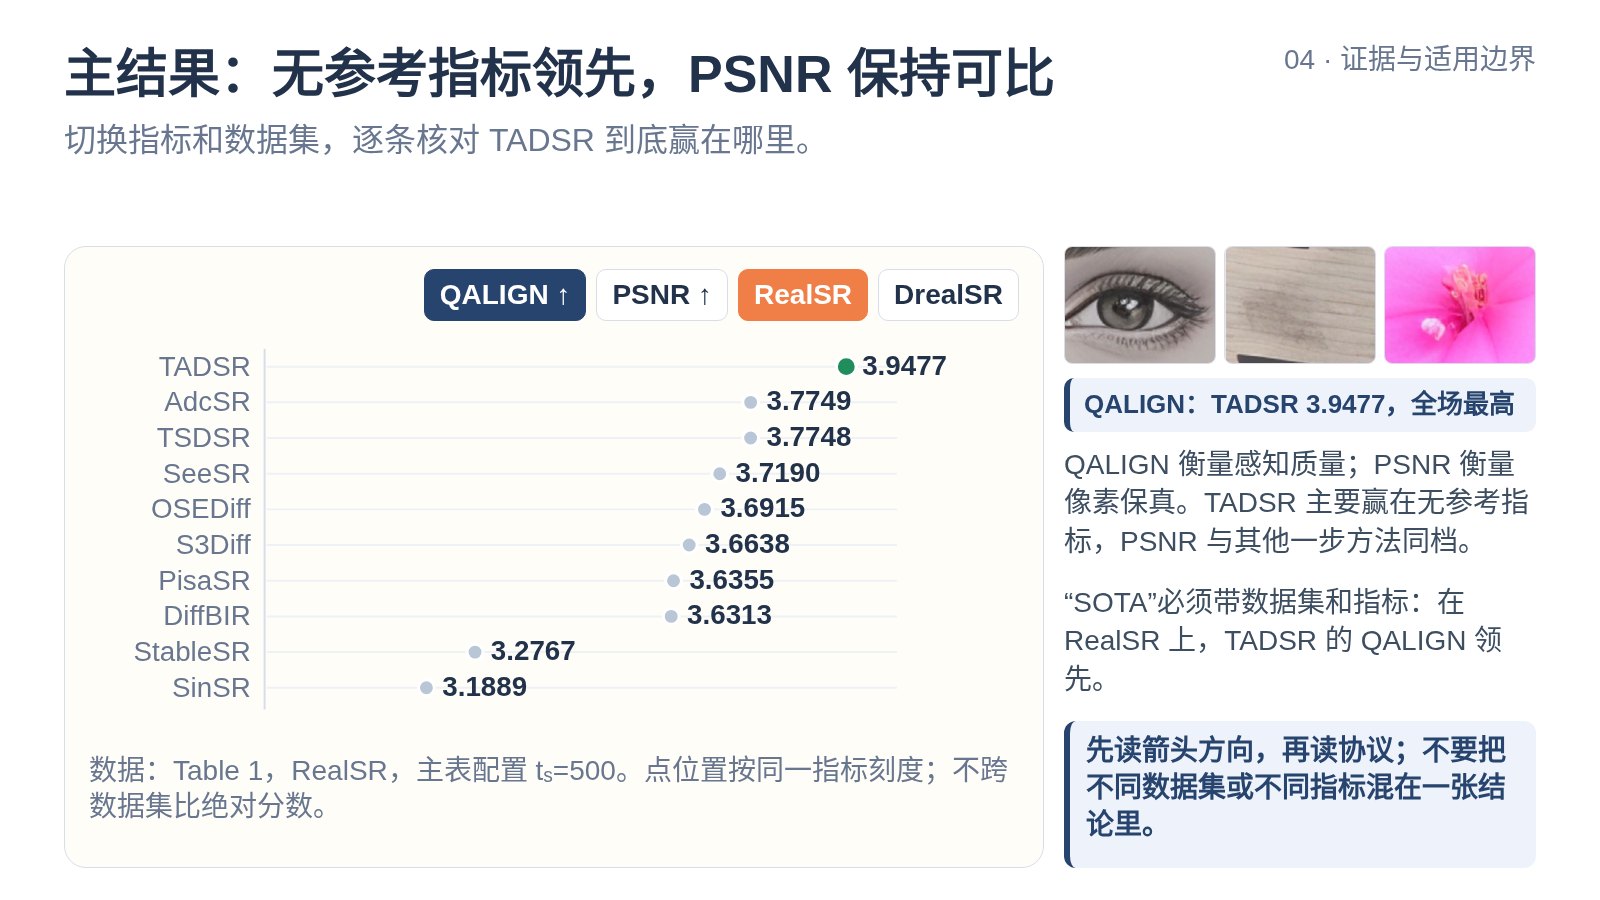 主结果：无参考指标领先，PSNR 保持可比
04 · 证据与适用边界
切换指标和数据集，逐条核对 TADSR 到底赢在哪里。
QALIGN ↑
PSNR ↑
RealSR
DrealSR
TADSR 3.9477
AdcSR 3.7749
TSDSR 3.7748
SeeSR 3.7190
OSEDiff 3.6915
S3Diff 3.6638
PisaSR 3.6355
DiffBIR 3.6313
StableSR 3.2767
SinSR 3.1889
数据：Table 1，RealSR，主表配置 tₛ=500。点位置按同一指标刻度；不跨
数据集比绝对分数。
QALIGN：TADSR 3.9477，全场最高
QALIGN 衡量感知质量；PSNR 衡量
像素保真。TADSR 主要赢在无参考指
标，PSNR 与其他一步方法同档。
“SOTA”必须带数据集和指标：在
RealSR 上，TADSR 的 QALIGN 领
先。
先读箭头方向，再读协议；不要把
不同数据集或不同指标混在一张结
论里。